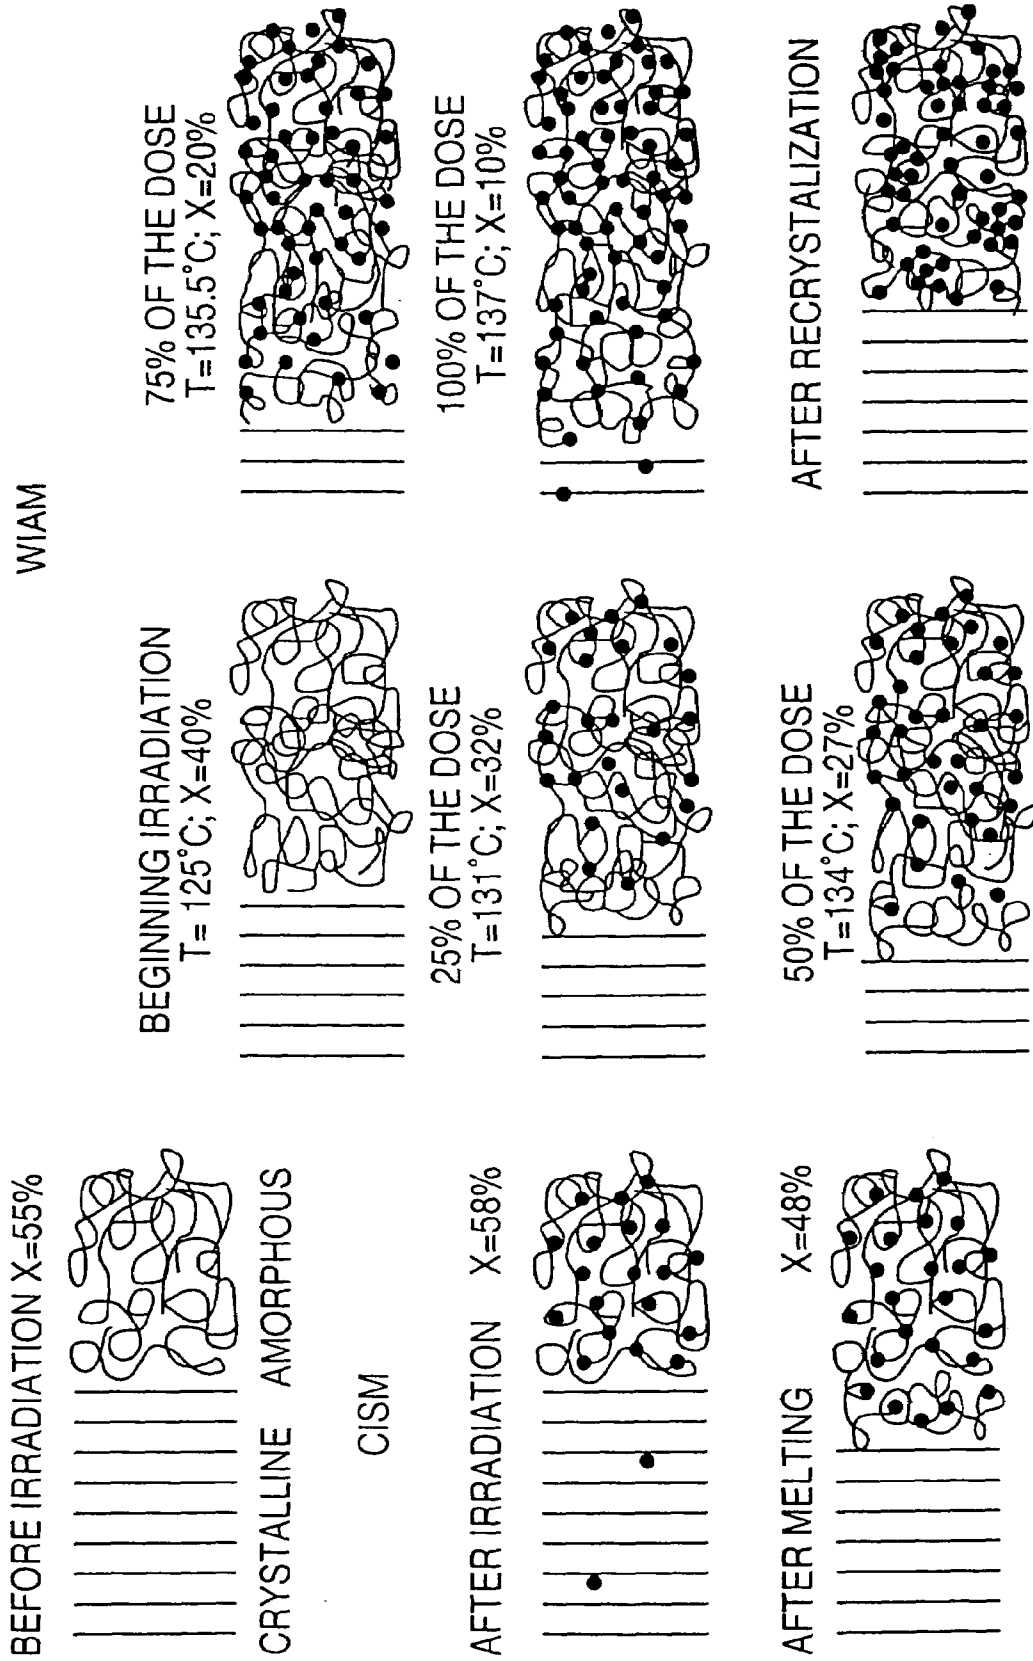 BEFORE IRRADIATION X=55%
CRYSTALLINE AMORPHOUS
CISM
AFTER IRRADIATION X=58%
AFTER MELTING X=48%
WIAM
BEGINNING IRRADIATION
T= 125°C; X=40%
25% OF THE DOSE
T=131°C; X=32%
50% OF THE DOSE
T=134°C; X=27%
75% OF THE DOSE
T=135.5°C; X=20%
100% OF THE DOSE
T=137°C; X=10%
AFTER RECRYSTALIZATION